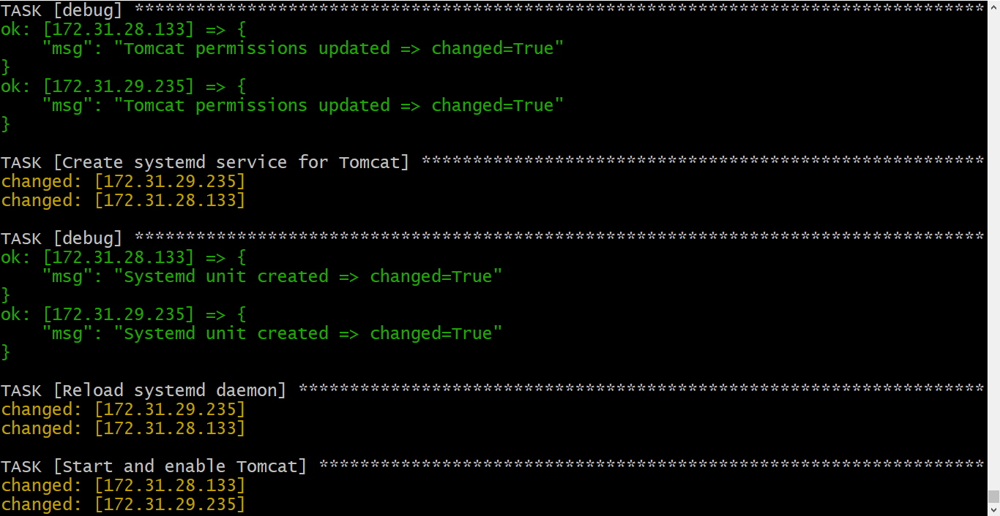 TASK [debug] ***********************************************************************************
ok: [172.31.28.133] => {
    "msg": "Tomcat permissions updated => changed=True"
}
ok: [172.31.29.235] => {
    "msg": "Tomcat permissions updated => changed=True"
}
TASK [Create systemd service for Tomcat] *******************************************************
changed: [172.31.29.235]
changed: [172.31.28.133]
TASK [debug] ***********************************************************************************
ok: [172.31.28.133] => {
    "msg": "Systemd unit created => changed=True"
}
ok: [172.31.29.235] => {
    "msg": "Systemd unit created => changed=True"
}
TASK [Reload systemd daemon] *******************************************************************
changed: [172.31.29.235]
changed: [172.31.28.133]
TASK [Start and enable Tomcat] *****************************************************************
changed: [172.31.28.133]
changed: [172.31.29.235]